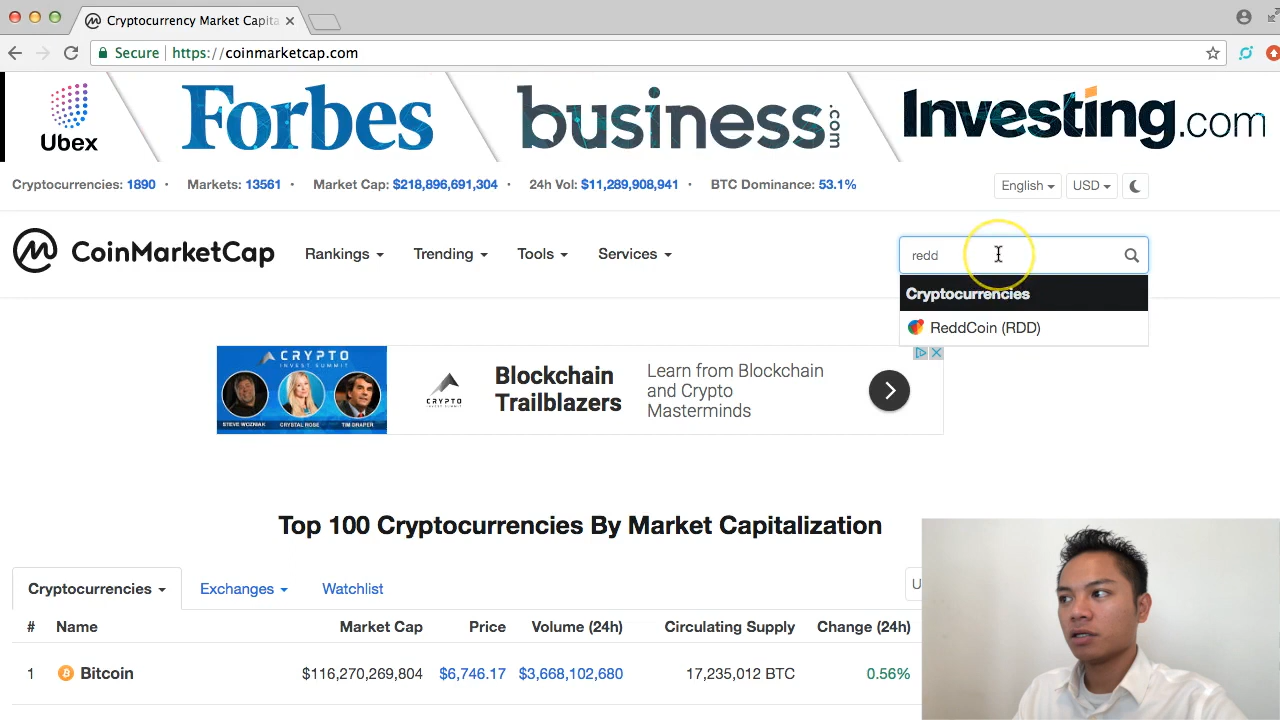 Cryptocurrency Market Capita
Secure https://coinmarketcap.com
Ubex Forbes business.com Investing.com
Cryptocurrencies: 1890 • Markets: 13561 • Market Cap: $218,896,691,304 • 24h Vol: $11,289,908,941 • BTC Dominance: 53.1% English USD
CoinMarketCap Rankings Trending Tools Services redd
Cryptocurrencies
ReddCoin (RDD)
CRYPTO
INVEST SUMMIT
STEVE WOZNIAK CRYSTAL ROSE TIM DRAPER
CRYPTO
INVEST SUMMIT
Blockchain
Trailblazers
Learn from Blockchain
and Crypto
Masterminds
Top 100 Cryptocurrencies By Market Capitalization
Cryptocurrencies Exchanges Watchlist U
# Name Market Cap Price Volume (24h) Circulating Supply Change (24h)
1 Bitcoin $116,270,269,804 $6,746.17 $3,668,102,680 17,235,012 BTC 0.56%